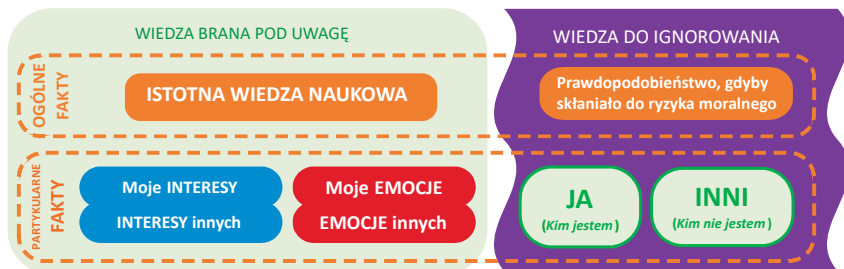 WIEDZA BRANA POD UWAGĘ
WIEDZA DO IGNOROWANIA
OGÓLNE
FAKTY
ISTOTNA WIEDZA NAUKOWA
Prawdopodobieństwo, gdyby
skłaniało do ryzyka moralnego
PARTYKULARNE
FAKTY
Moje INTERESY
INTERESY innych
Moje EMOCJE
EMOCJE innych
JA
(Kim jestem)
INNI
(Kim nie jestem)